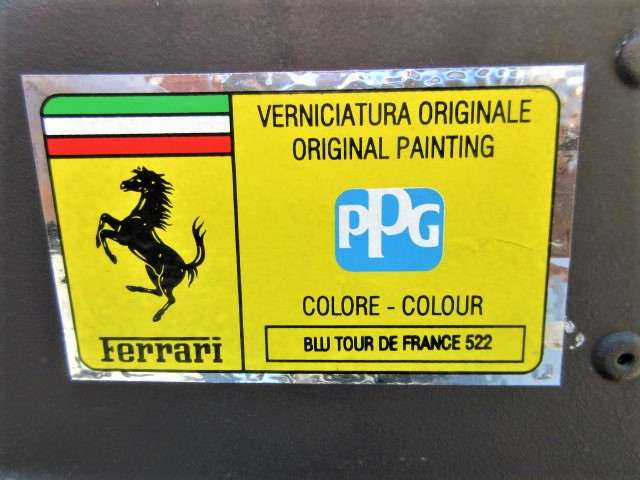 VERNICIATURA ORIGINALE
ORIGINAL PAINTING
PPG
COLORE - COLOUR
BLU TOUR DE FRANCE 522
Ferrari